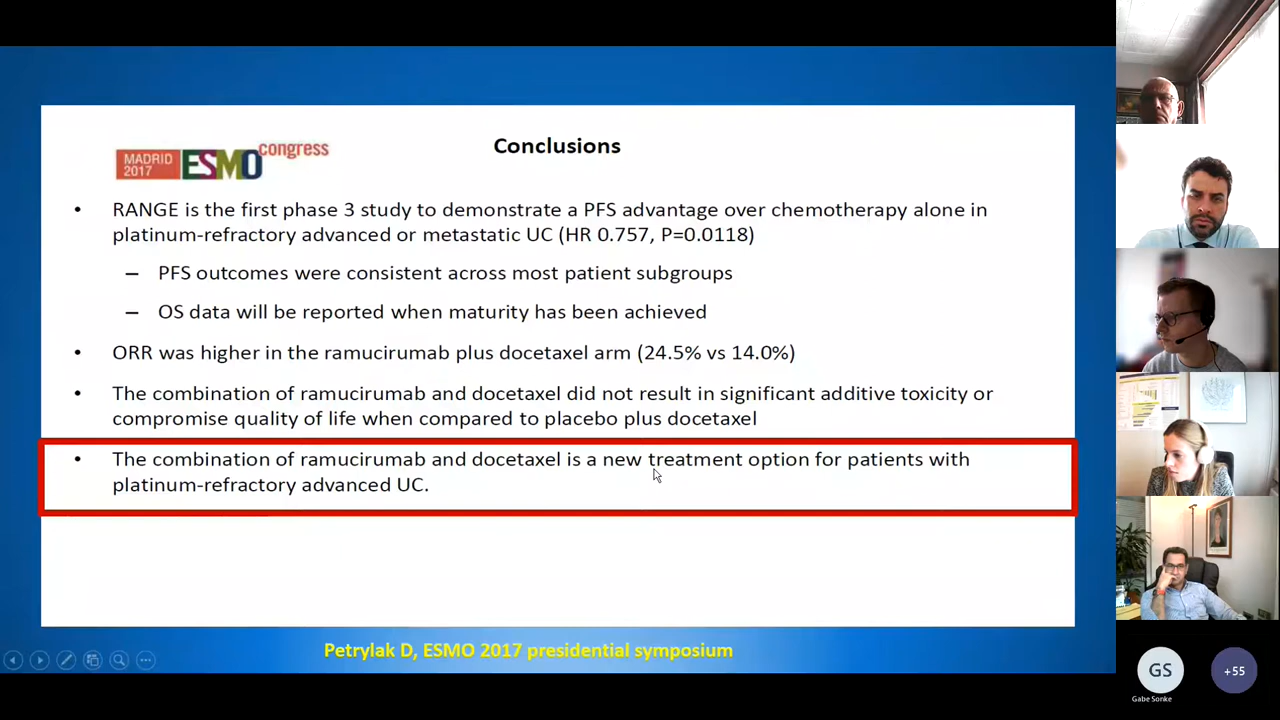 Conclusions
MADRID
2017
ESMO
congress
• RANGE is the first phase 3 study to demonstrate a PFS advantage over chemotherapy alone in
platinum-refractory advanced or metastatic UC (HR 0.757, P=0.0118)
– PFS outcomes were consistent across most patient subgroups
– OS data will be reported when maturity has been achieved
• ORR was higher in the ramucirumab plus docetaxel arm (24.5% vs 14.0%)
• The combination of ramucirumab and docetaxel did not result in significant additive toxicity or
compromise quality of life when compared to placebo plus docetaxel
• The combination of ramucirumab and docetaxel is a new treatment option for patients with
platinum-refractory advanced UC.
Petrylak D, ESMO 2017 presidential symposium
GS
Gabe Sonke
+55